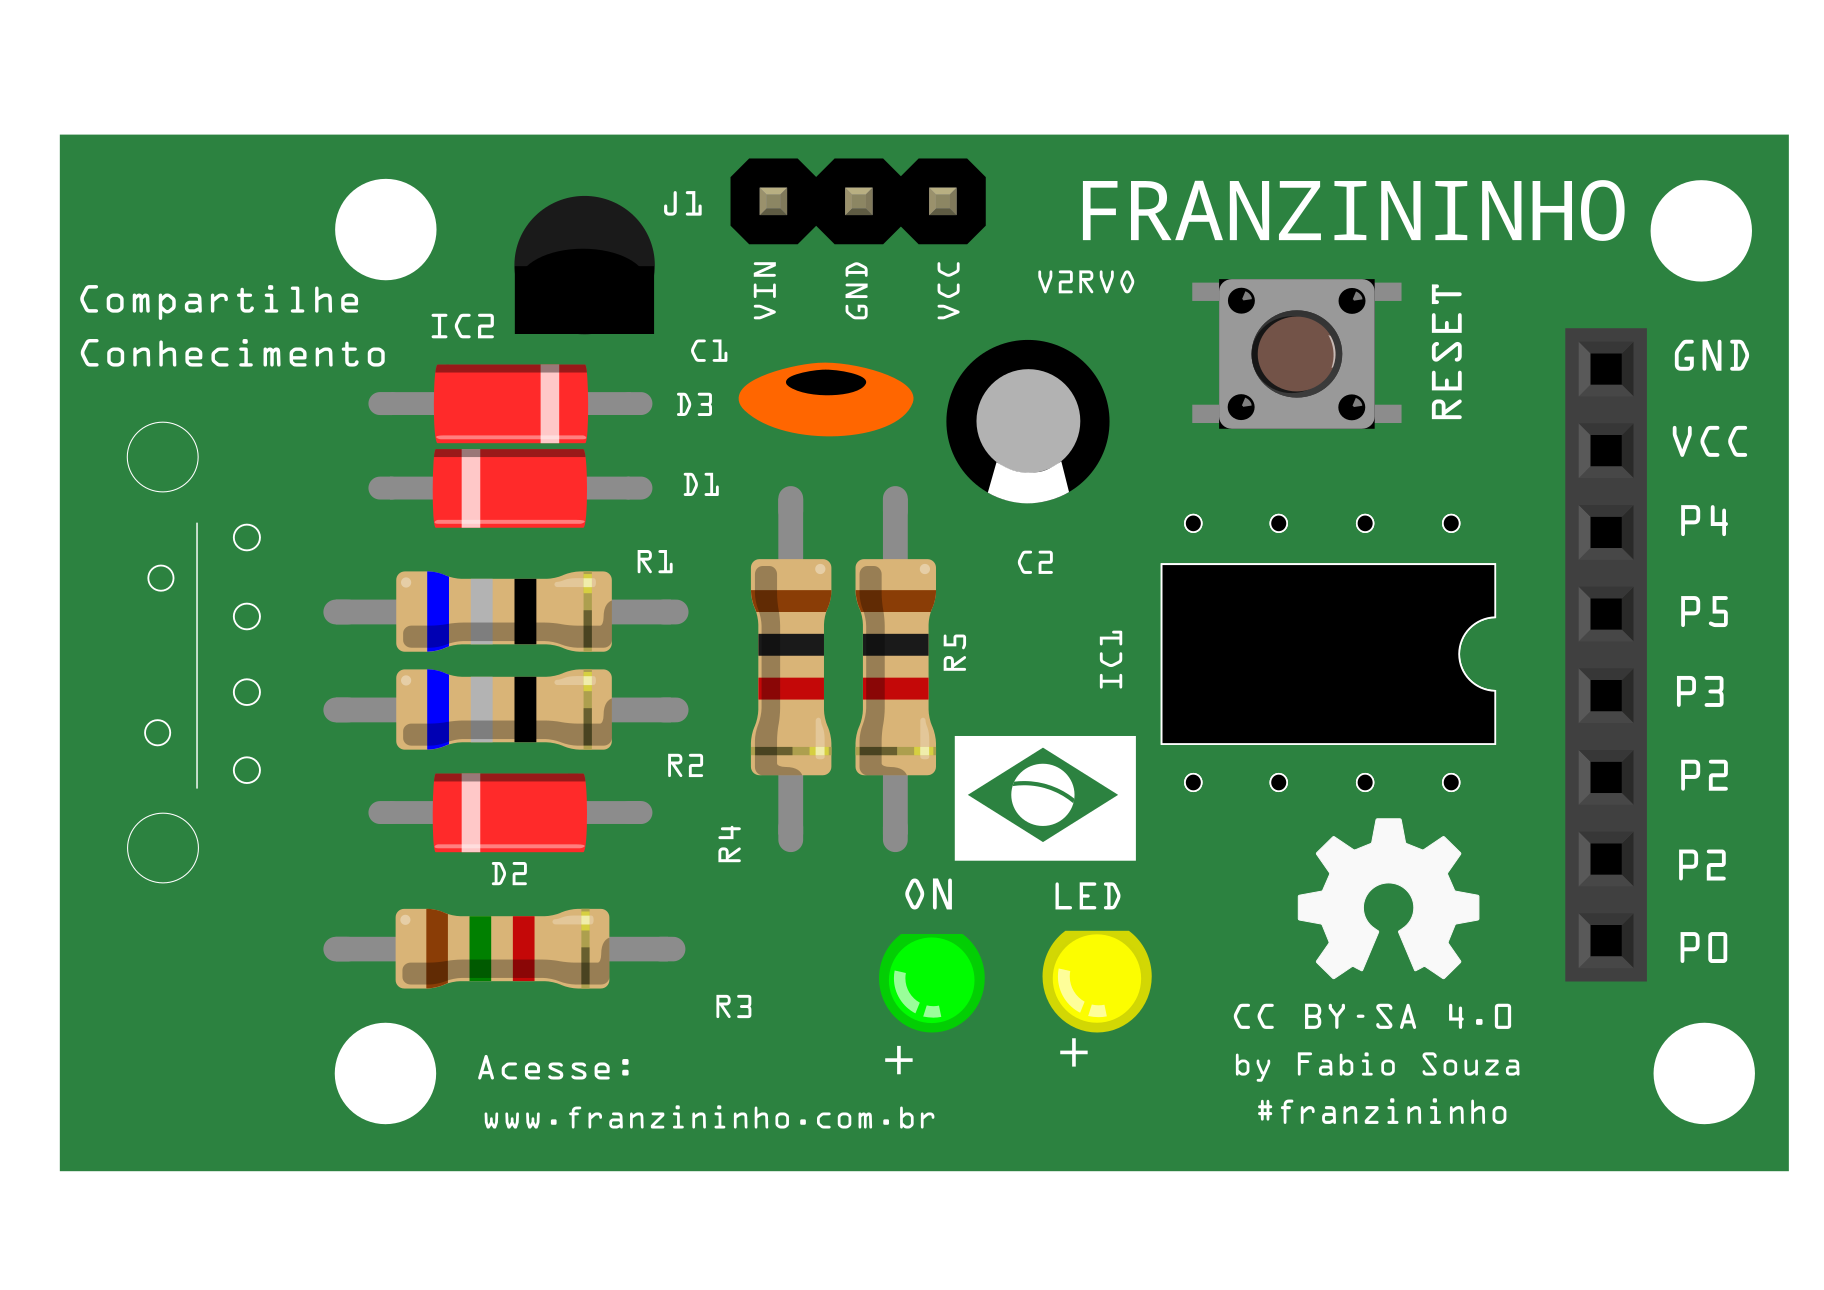 FRANZININHO
J1
VIN
GND
VCC
V2RV0
RESET
Compartilhe
Conhecimento
IC2
C1
D3
D1
R1
C2
R5
IC1
R2
R4
D2
R3
ON
LED
+
+
GND
VCC
P4
P5
P3
P2
P2
P0
CC BY-SA 4.0
by Fabio Souza
#franzininho
Acesse:
www.franzininho.com.br